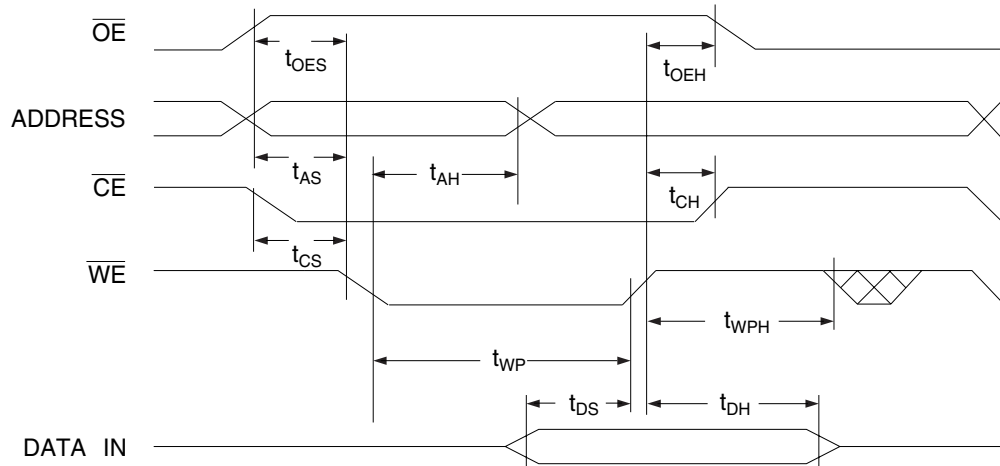 OE
tOES
tOEH
ADDRESS
tAS
tAH
CE
tCH
tCS
WE
tWPH
tWP
tDS
tDH
DATA IN